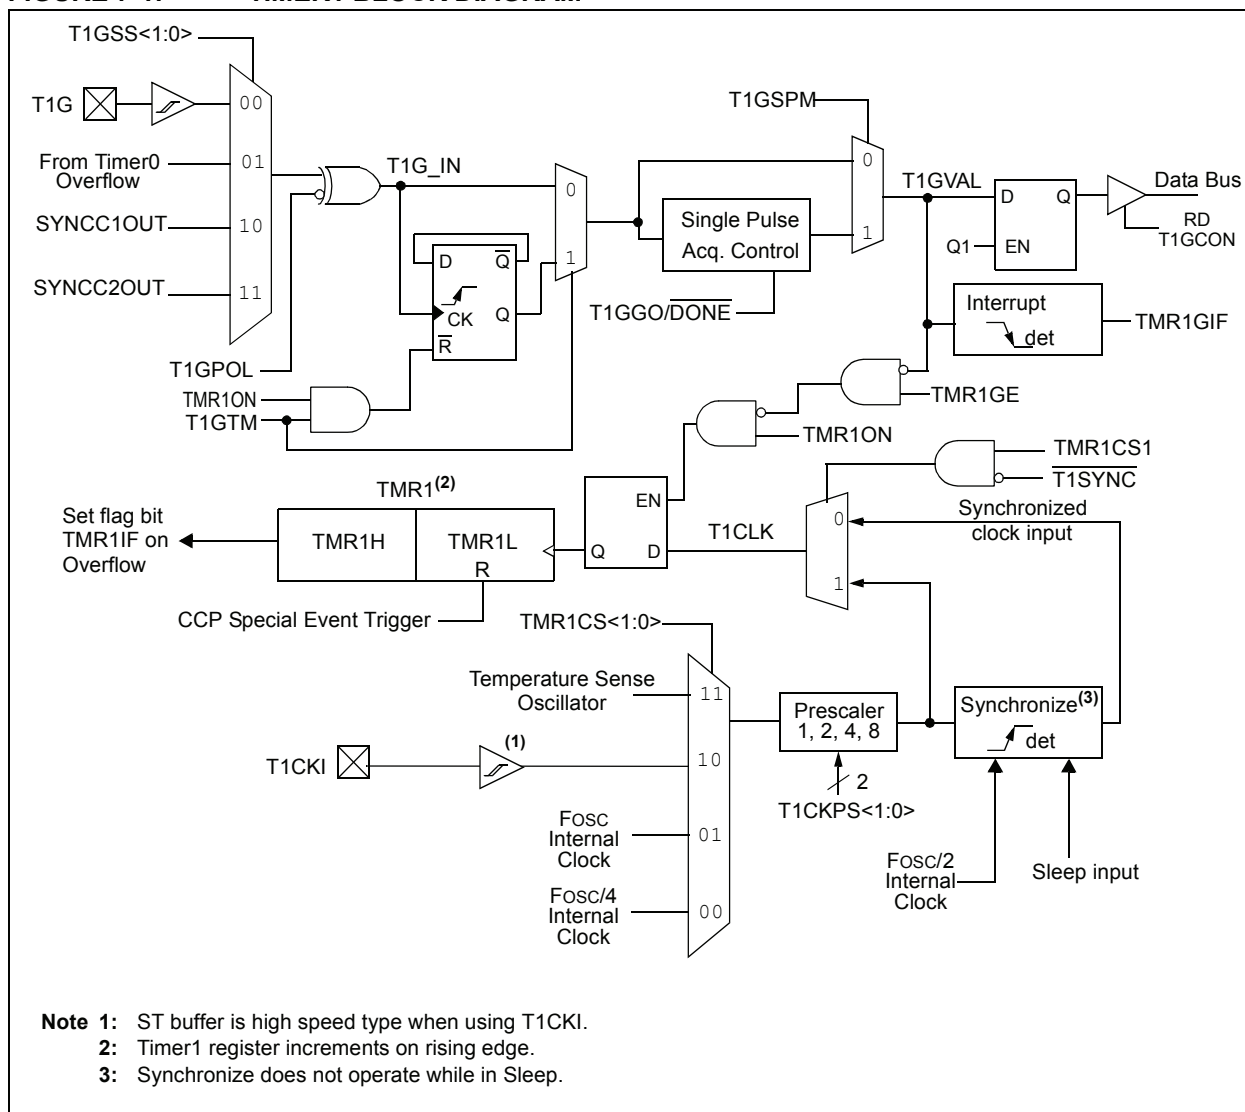 T1GSS<1:0>
T1G
00
From Timer0
Overflow
01
SYNCC1OUT
10
SYNCC2OUT
11
T1GPOL
T1G_IN
0
1
D
Q
CK
Q
R
TMR1ON
T1GTM
T1GSPM
Single Pulse
Acq. Control
T1GGO/DONE
0
1
T1GVAL
D
Q
Q1
EN
Data Bus
RD
T1GCON
Interrupt
det
TMR1GIF
TMR1GE
TMR1ON
TMR1CS1
T1SYNC
TMR1(2)
Set flag bit
TMR1IF on
Overflow
TMR1H
TMR1L
R
EN
Q
D
T1CLK
0
1
Synchronized
clock input
CCP Special Event Trigger
TMR1CS<1:0>
Temperature Sense
Oscillator
11
T1CKI
(1)
10
FOSC
Internal
Clock
01
FOSC/4
Internal
Clock
00
Prescaler
1, 2, 4, 8
2
T1CKPS<1:0>
Synchronize(3)
det
FOSC/2
Internal
Clock
Sleep input
Note 1: ST buffer is high speed type when using T1CKI.
2: Timer1 register increments on rising edge.
3: Synchronize does not operate while in Sleep.